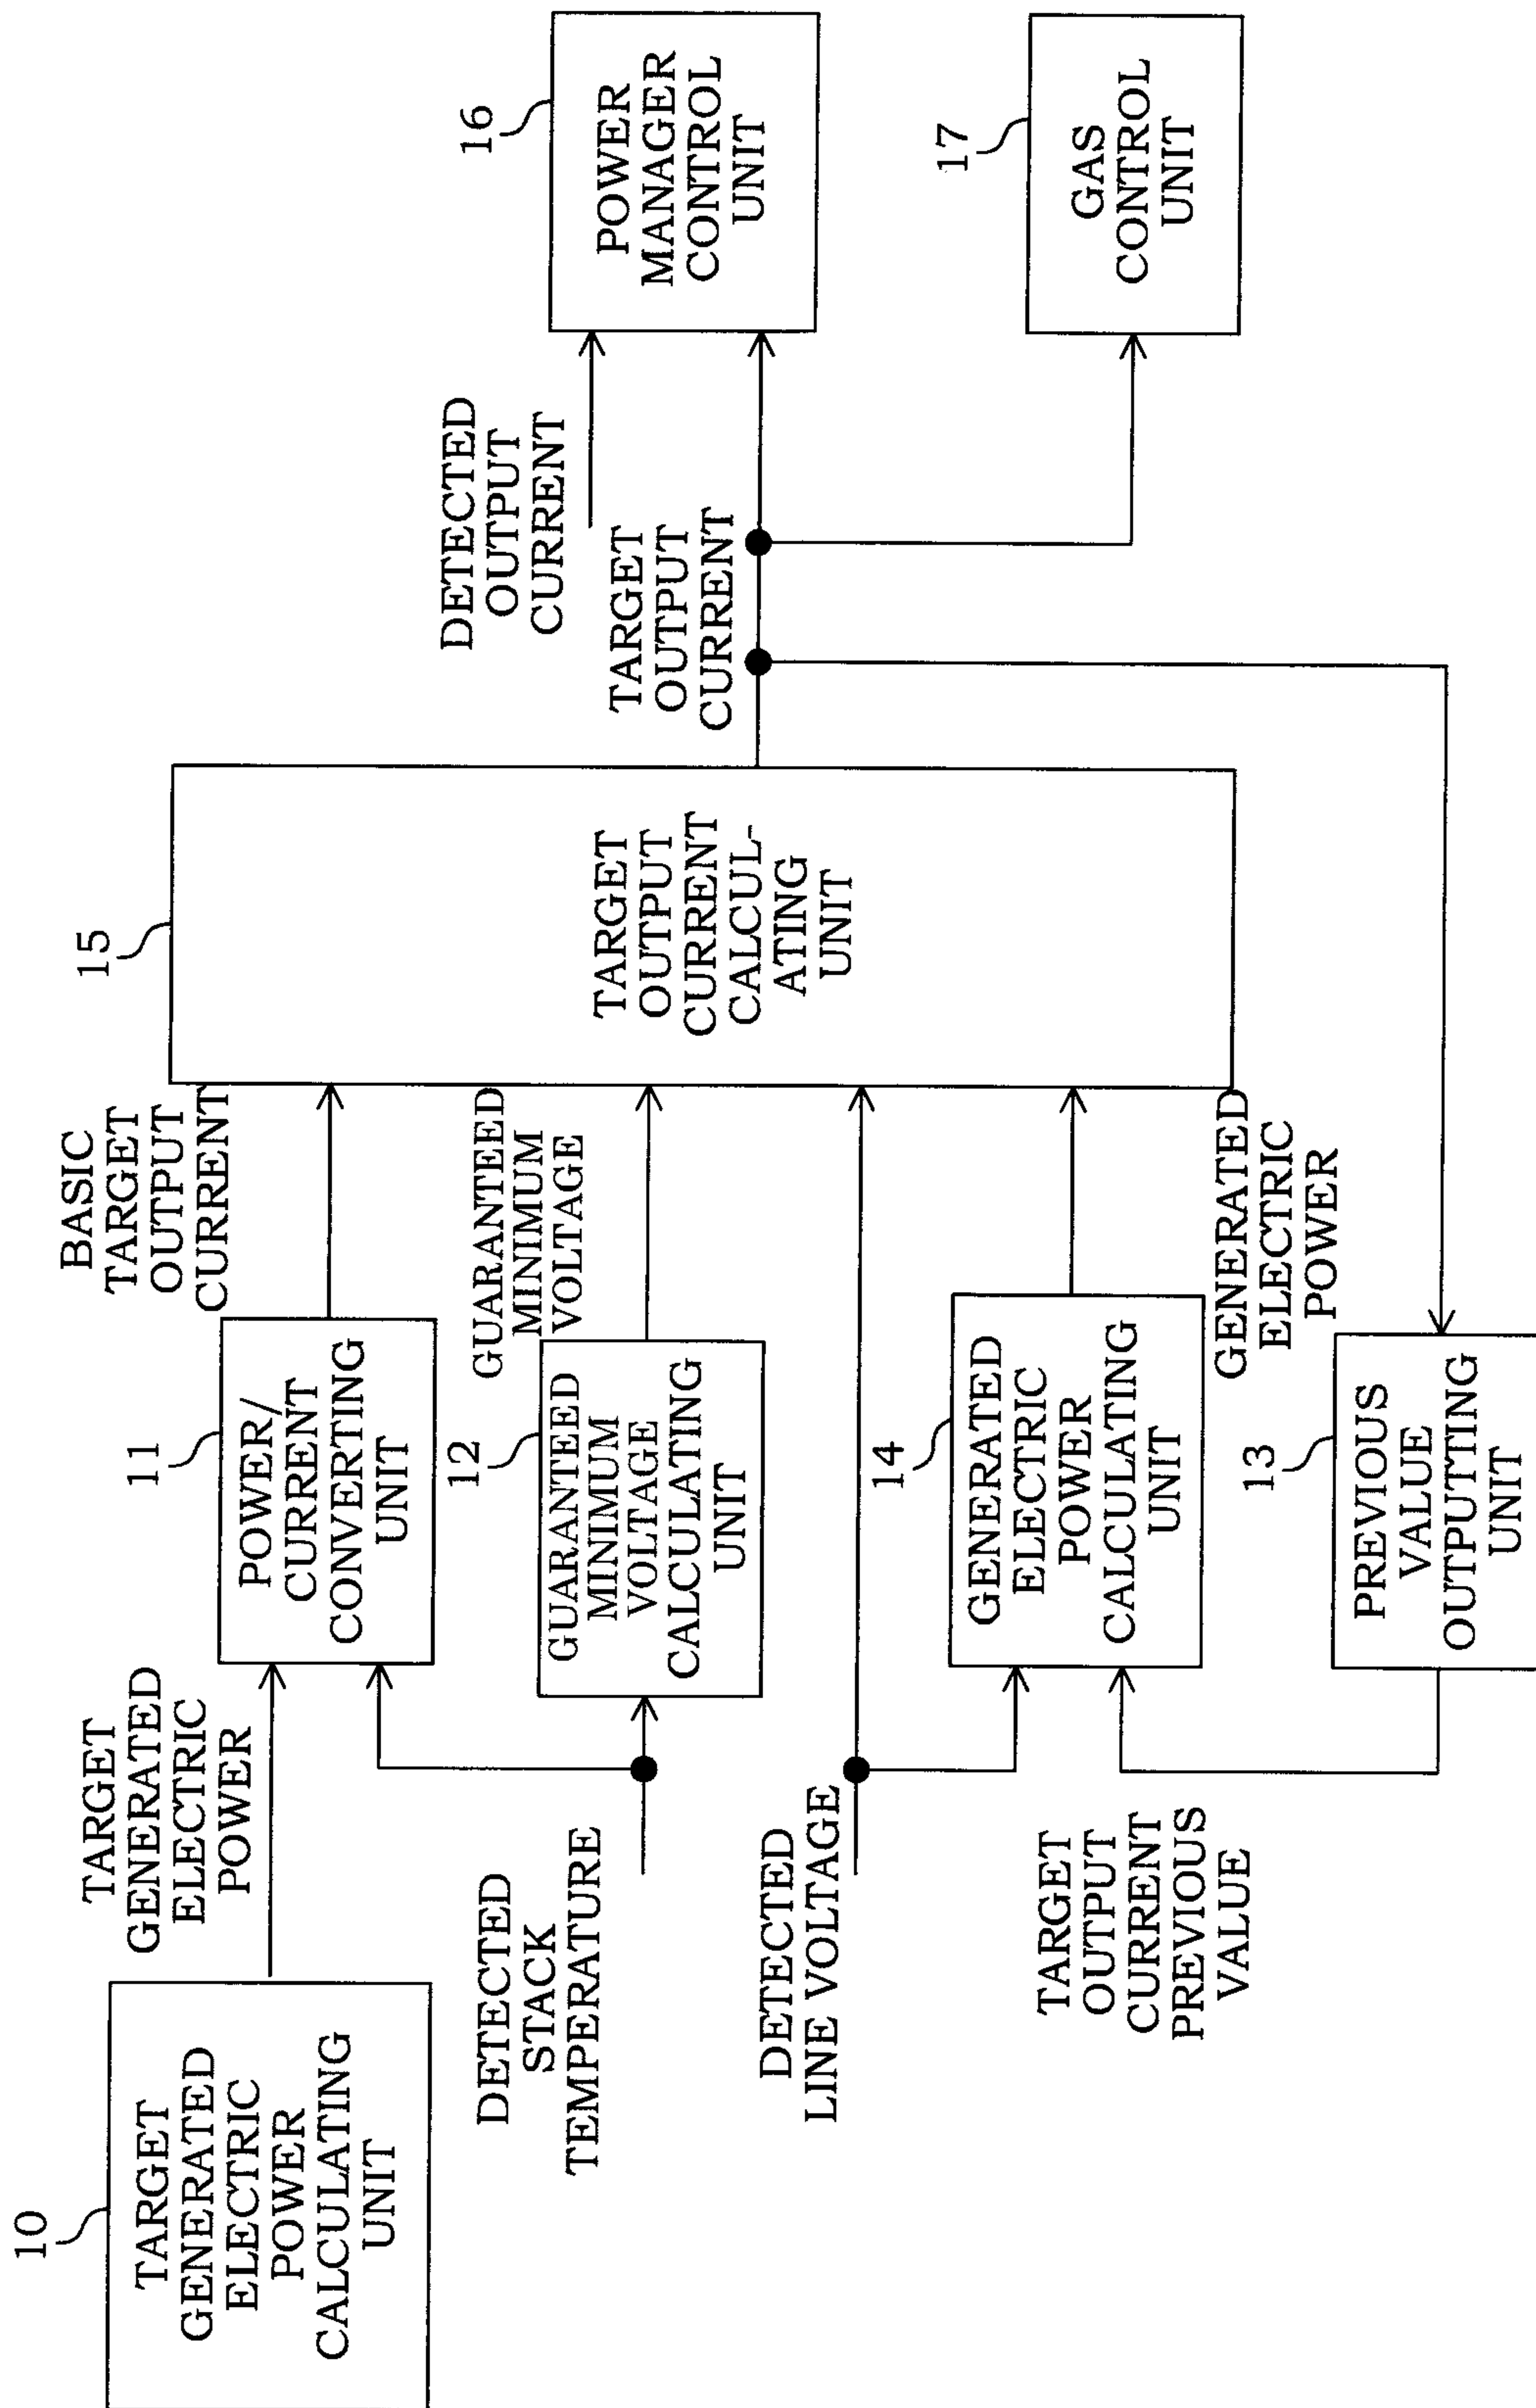 10
TARGET
GENERATED
ELECTRIC
POWER
CALCULATING
UNIT
TARGET
GENERATED
ELECTRIC
POWER
11
POWER/
CURRENT
CONVERTING
UNIT
BASIC
TARGET
OUTPUT
CURRENT
DETECTED
STACK
TEMPERATURE
12
GUARANTEED
MINIMUM
VOLTAGE
CALCULATING
UNIT
GUARANTEED
MINIMUM
VOLTAGE
DETECTED
LINE VOLTAGE
14
GENERATED
ELECTRIC
POWER
CALCULATING
UNIT
GENERATED
ELECTRIC
POWER
TARGET
OUTPUT
CURRENT
PREVIOUS
VALUE
13
PREVIOUS
VALUE
OUTPUTING
UNIT
15
TARGET
OUTPUT
CURRENT
CALCUL-
ATING
UNIT
TARGET
OUTPUT
CURRENT
DETECTED
OUTPUT
CURRENT
16
POWER
MANAGER
CONTROL
UNIT
17
GAS
CONTROL
UNIT